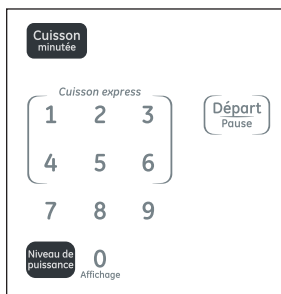 Cuisson
minutée
Cuisson express
1 2 3
Départ
Pause
4 5 6
7 8 9
Niveau de
puissance
0
Affichage